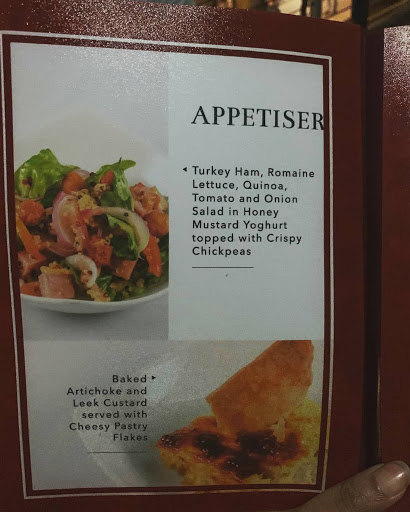 APPETISER
Turkey Ham, Romaine
Lettuce, Quinoa,
Tomato and Onion
Salad in Honey
Mustard Yoghurt
topped with Crispy
Chickpeas
Baked
Artichoke and
Leek Custard
served with
Cheesy Pastry
Flakes